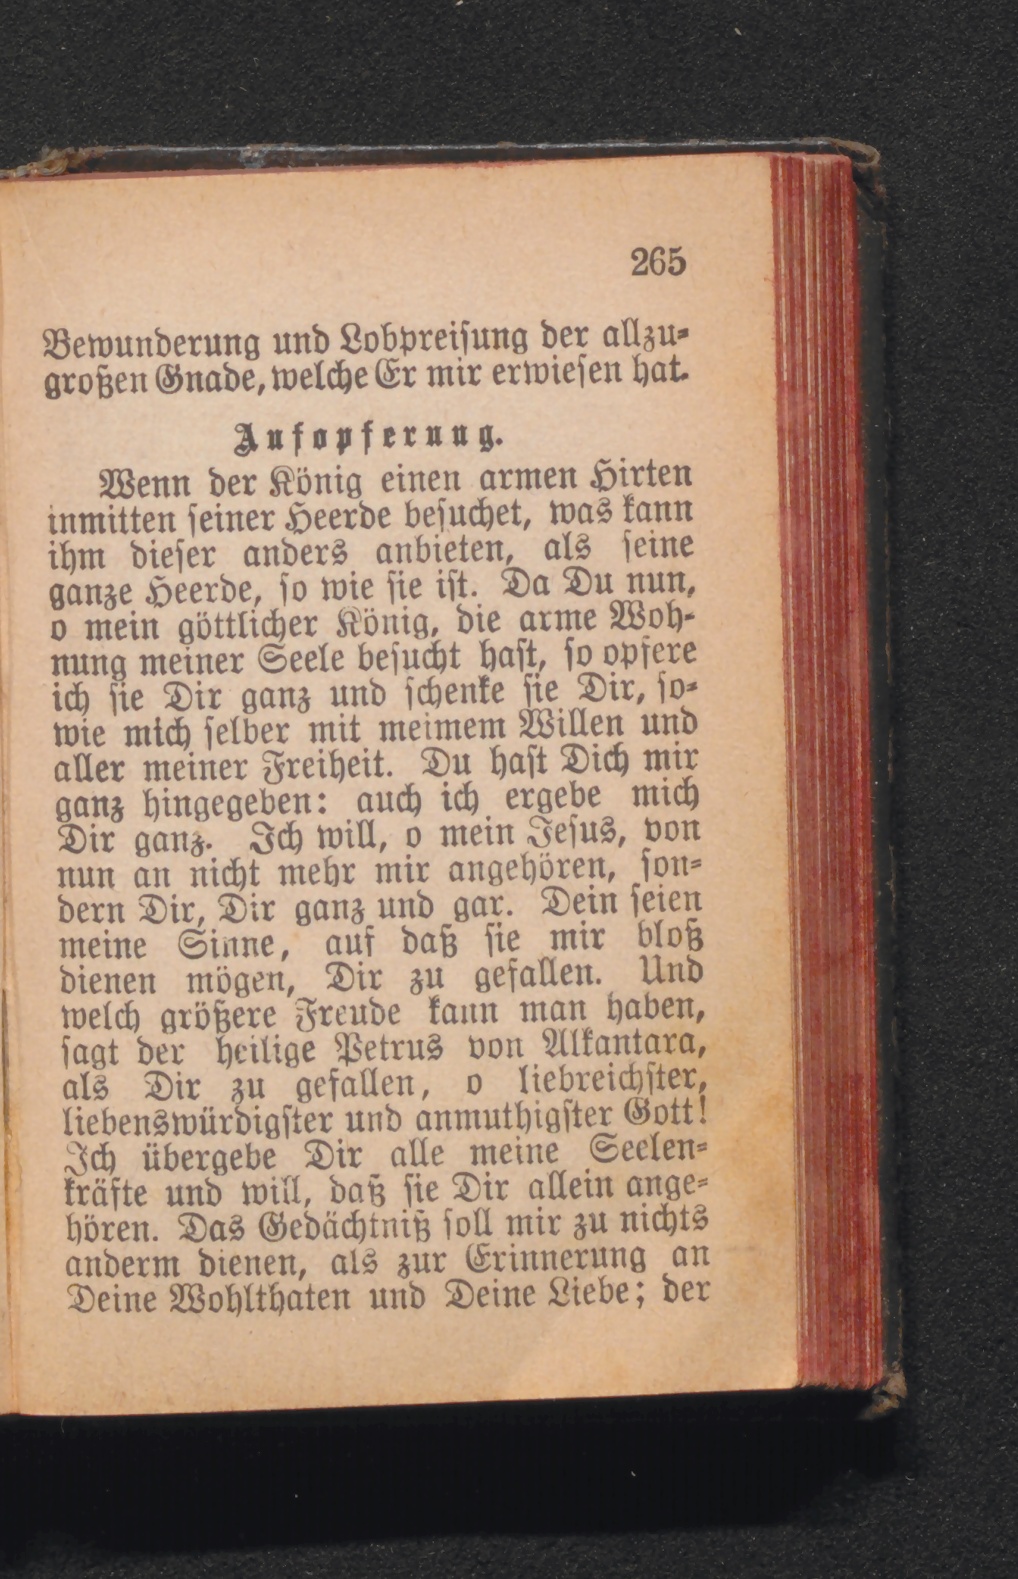 265
Bewunderung und Lobpreisung der allzu-
großen Gnade, welche Er mir erwiesen hat.
Aufopferung.
Wenn der König einen armen Hirten
inmitten seiner Heerde besuchet, was kann
ihm dieser anders anbieten, als seine
ganze Heerde, so wie sie ist. Da Du nun,
o mein göttlicher König, die arme Woh-
nung meiner Seele besucht hast, so opfere
ich sie Dir ganz und schenke sie Dir, so-
wie mich selber mit meimem Willen und
aller meiner Freiheit. Du hast Dich mir
ganz hingegeben: auch ich ergebe mich
Dir ganz. Ich will, o mein Jesus, von
nun an nicht mehr mir angehören, son-
dern Dir, Dir ganz und gar. Dein seien
meine Sinne, auf daß sie mir bloß
dienen mögen, Dir zu gefallen. Und
welch größere Freude kann man haben,
sagt der heilige Petrus von Alkantara,
als Dir zu gefallen, o liebreichster,
liebenswürdigster und anmuthigster Gott!
Ich übergebe Dir alle meine Seelen-
kräfte und will, daß sie Dir allein ange-
hören. Das Gedächtniß soll mir zu nichts
anderm dienen, als zur Erinnerung an
Deine Wohlthaten und Deine Liebe; der